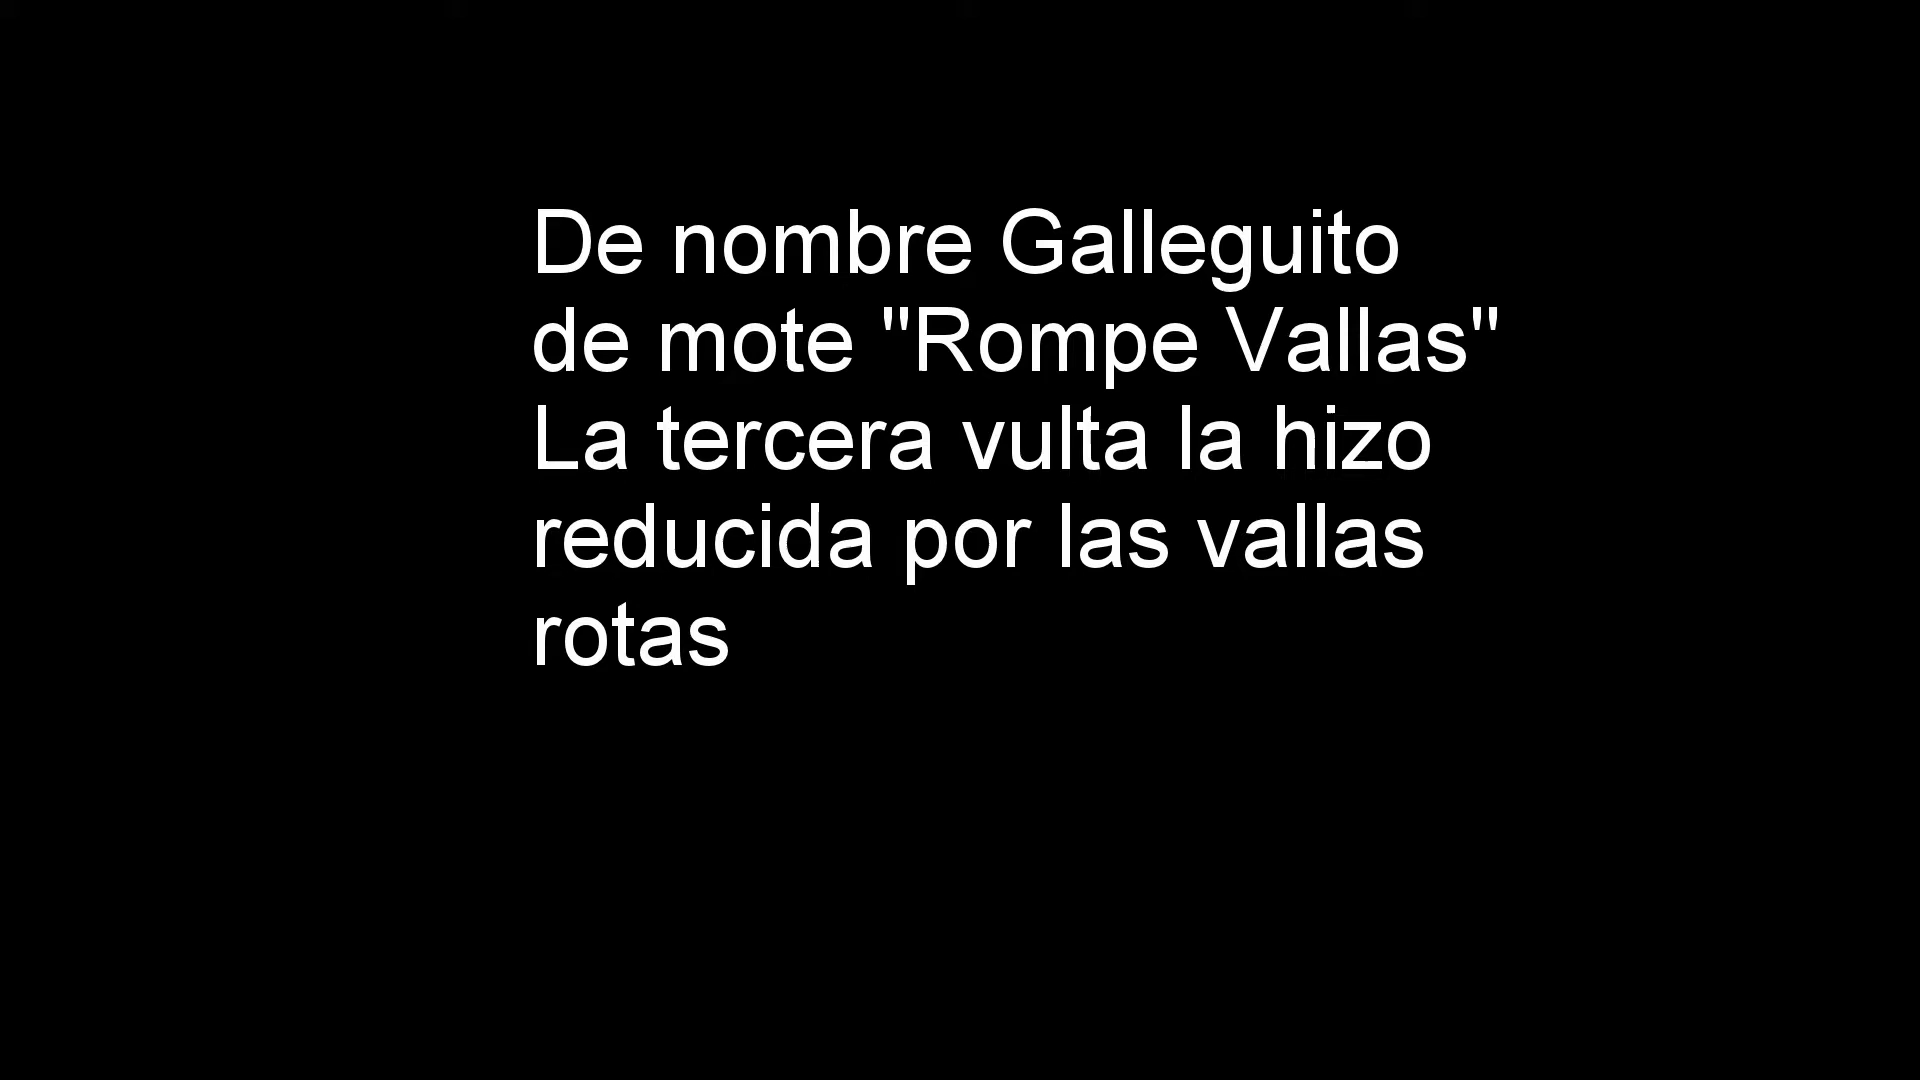 De nombre Galleguito
de mote "Rompe Vallas"
La tercera vulta la hizo
reducida por las vallas
rotas